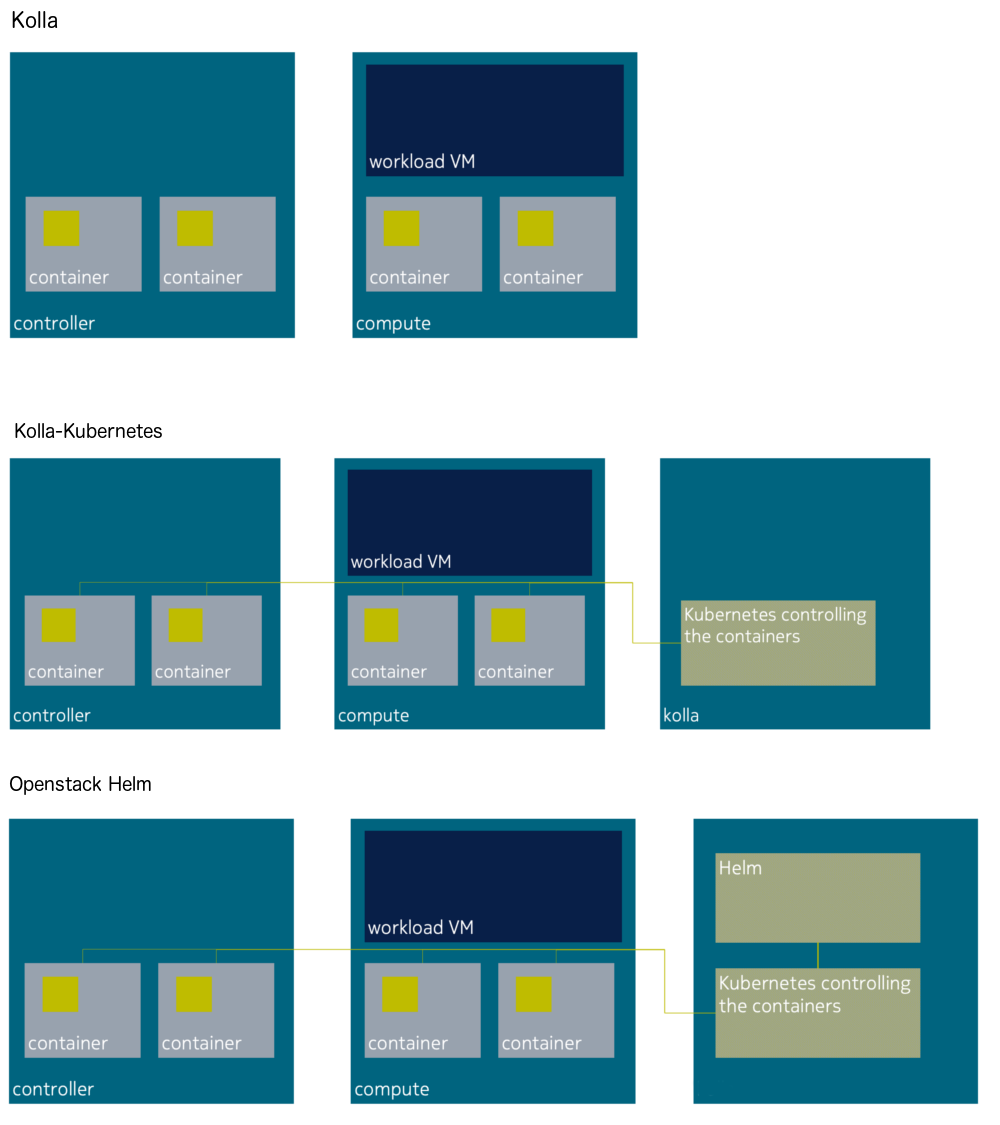 Kolla
workload VM
container
container
container
container
controller
compute
Kolla-Kubernetes
workload VM
Kubernetes controlling
the containers
container
container
container
container
controller
compute
kolla
Openstack Helm
Helm
workload VM
Kubernetes controlling
the containers
container
container
container
container
controller
compute